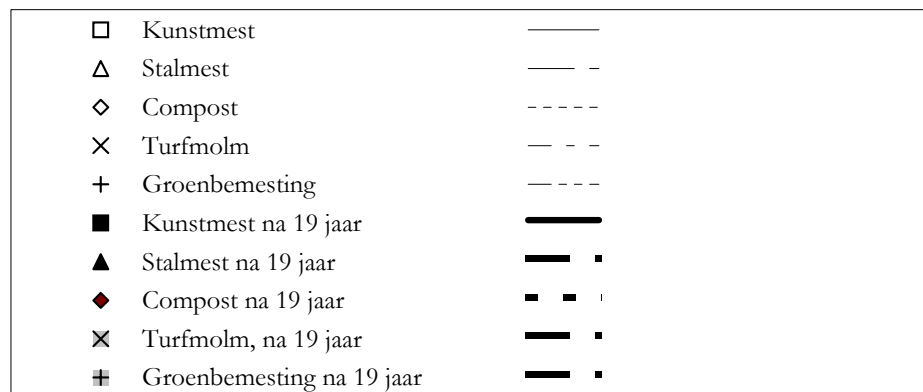 Kunstmest
Stalmest
Compost
Turfmolm
Groenbemesting
Kunstmest na 19 jaar
Stalmest na 19 jaar
Compost na 19 jaar
Turfmolm, na 19 jaar
Groenbemesting na 19 jaar